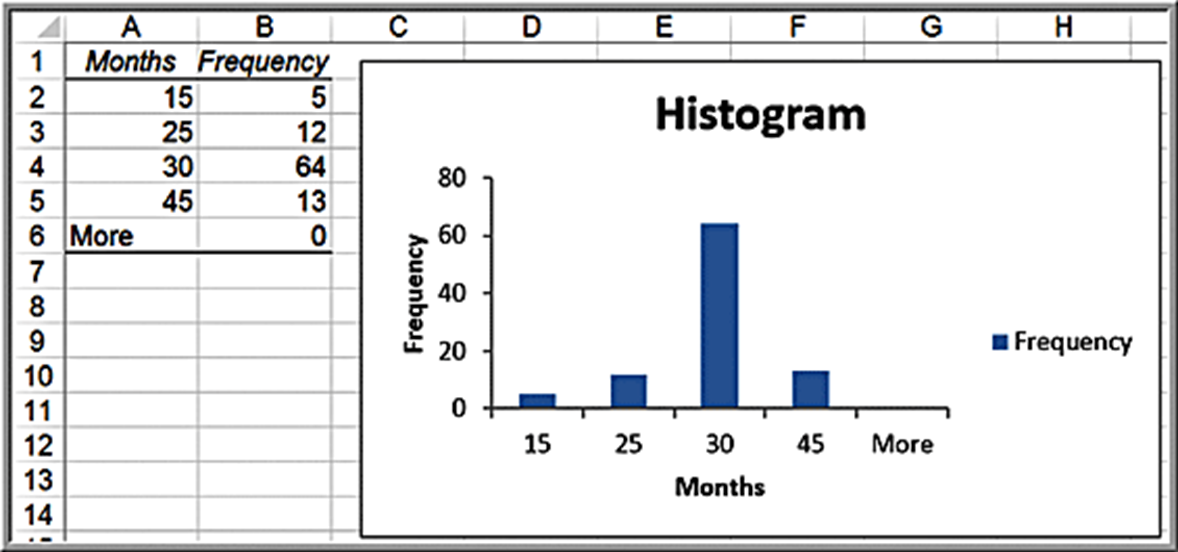 A B C D E F G H
1 Months Frequency
2 15 5
3 25 12
4 30 64
5 45 13
6 More 0
7
8
9
10
11
12
13
14
Histogram
80
60
40
20
0
Frequency
15 25 30 45 More
Months
Frequency